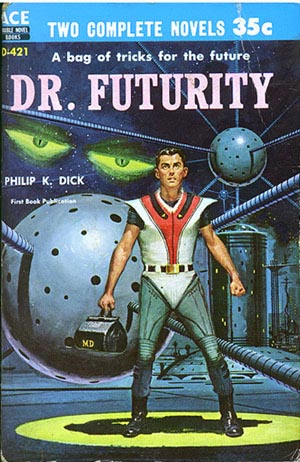 ACE
DOUBLE NOVEL
BOOKS
D-421
TWO COMPLETE NOVELS 35c
A bag of tricks for the future
DR. FUTURITY
PHILIP K. DICK
First Book Publication
MD